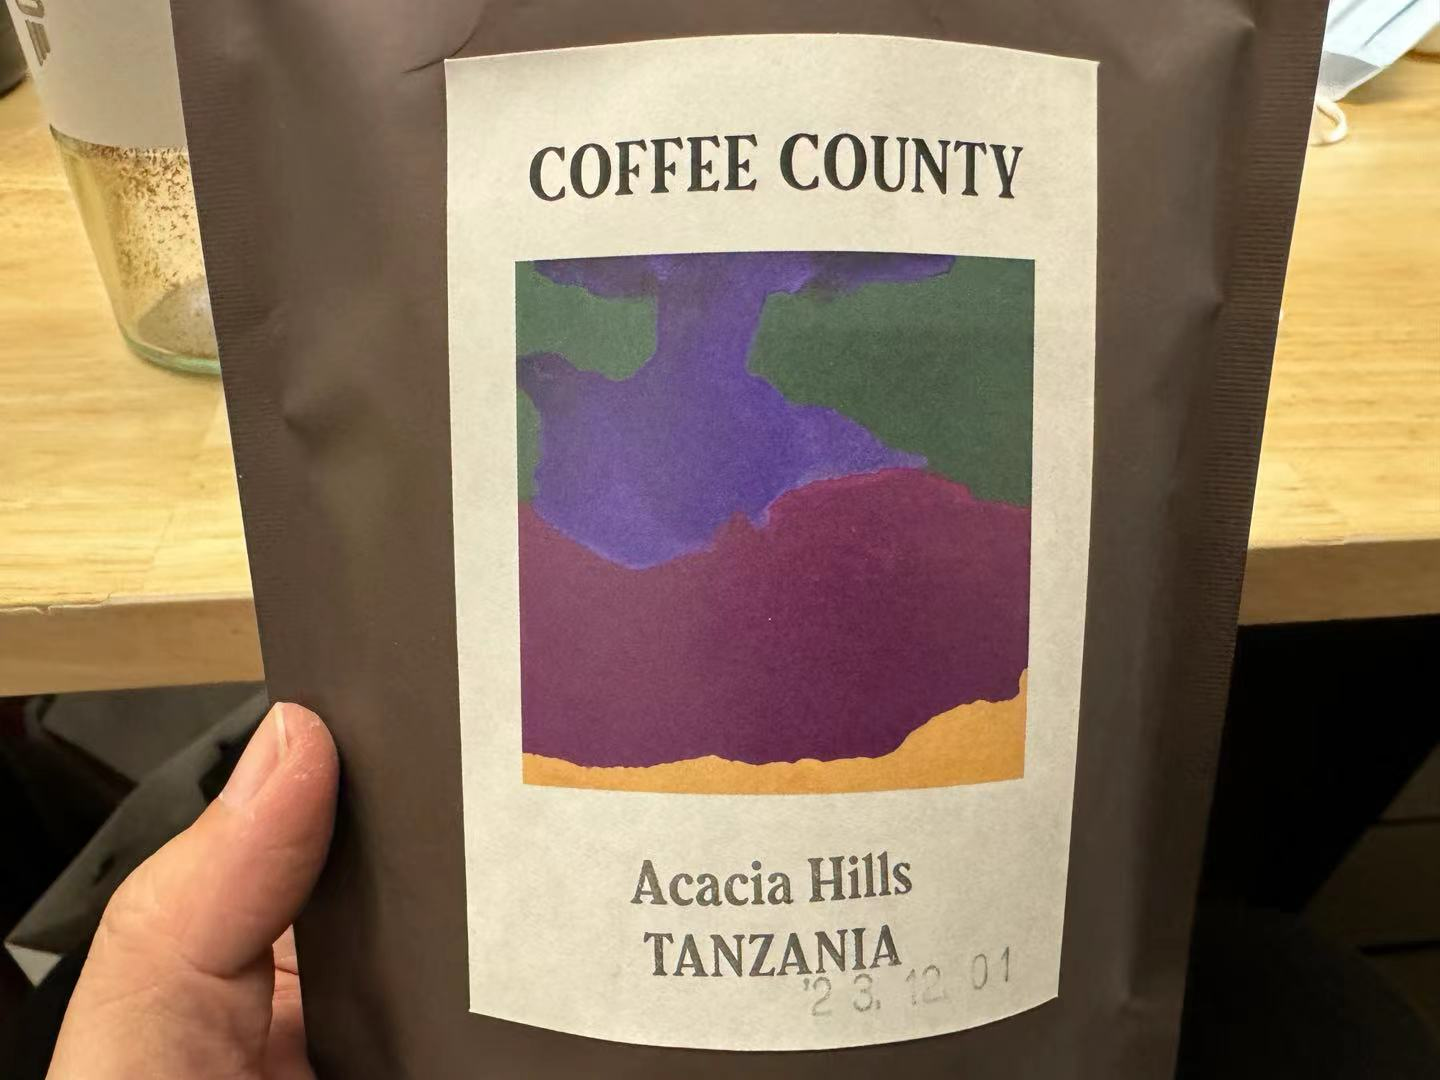 COFFEE COUNTY
Acacia Hills
TANZANIA
'23.12.01